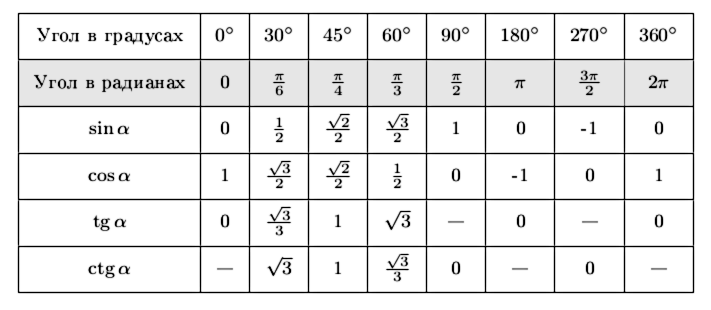 Угол в градусах 0° 30° 45° 60° 90° 180° 270° 360°
Угол в радианах 0 π/6 π/4 π/3 π/2 π 3π/2 2π
sin α 0 1/2 √2/2 √3/2 1 0 -1 0
cos α 1 √3/2 √2/2 1/2 0 -1 0 1
tg α 0 √3/3 1 √3 — 0 — 0
ctg α — √3 1 √3/3 0 — 0 —